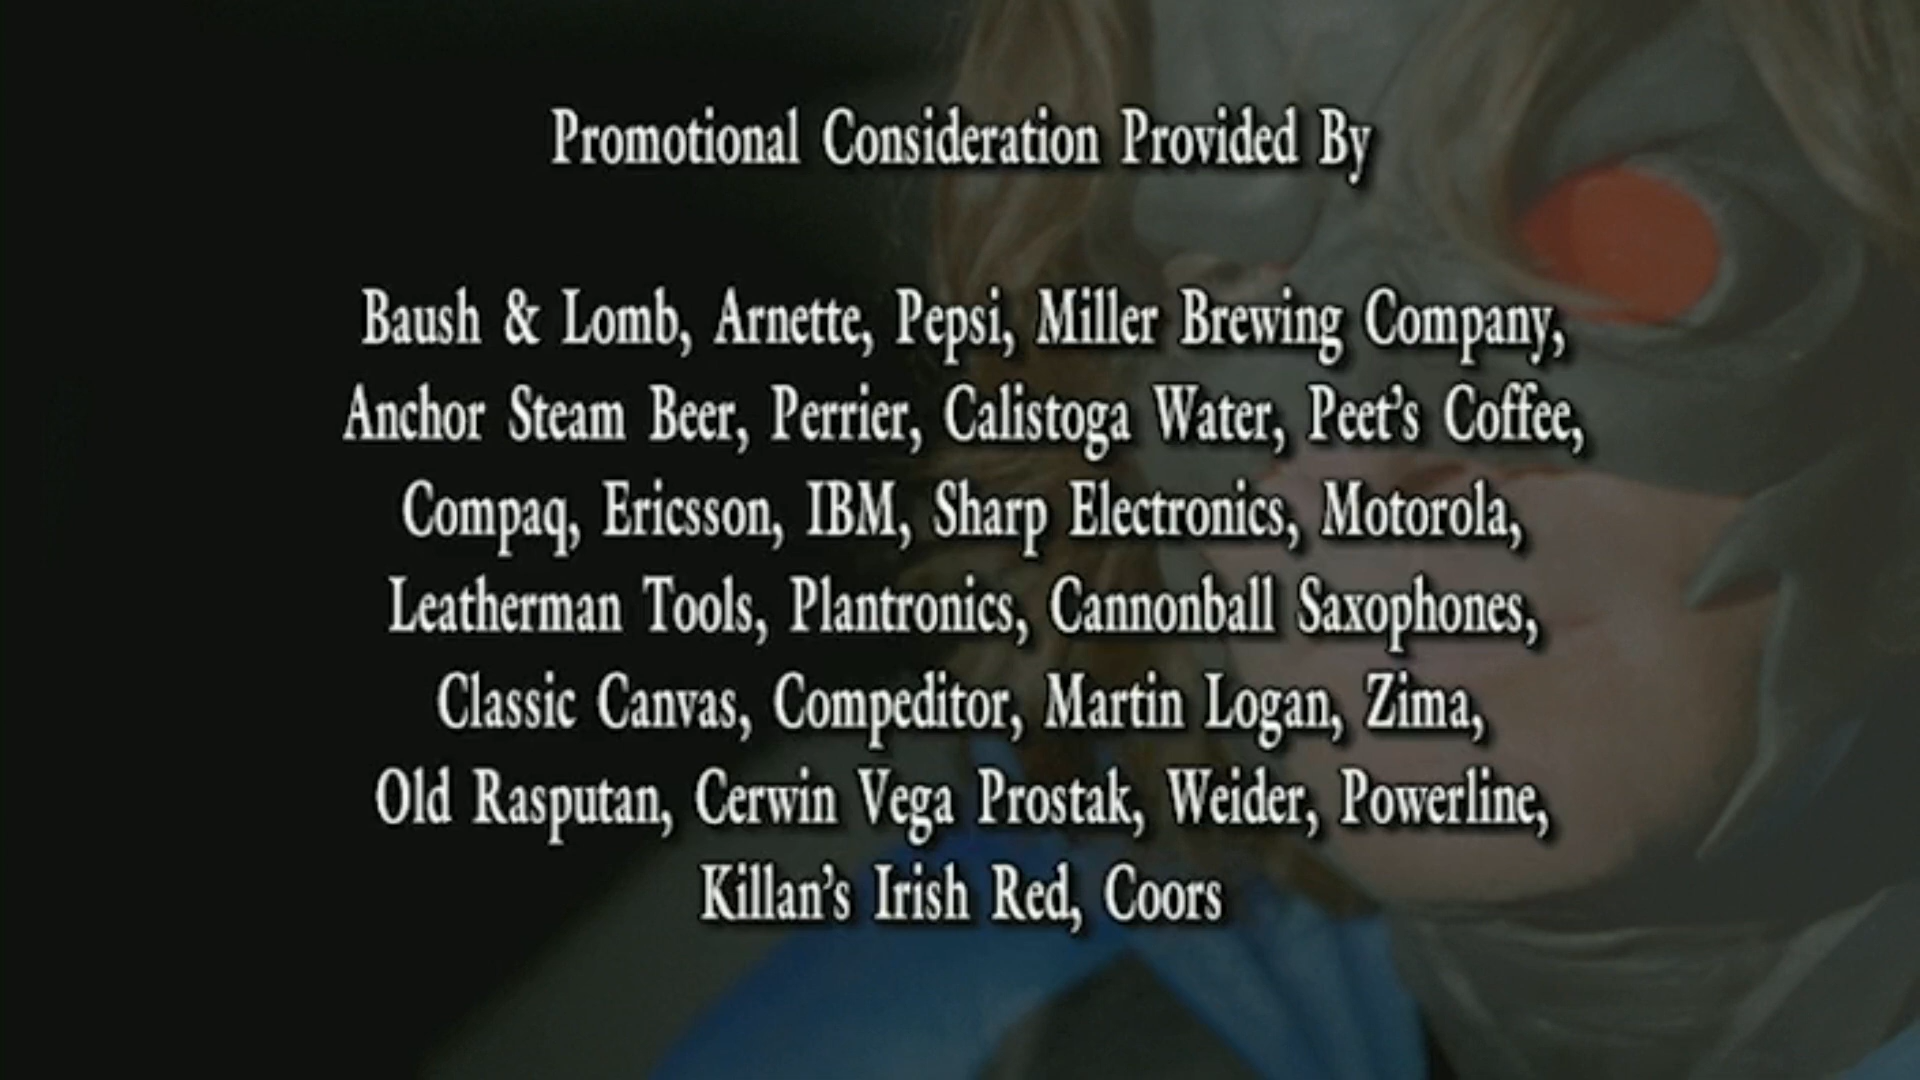 Promotional Consideration Provided By
Baush & Lomb, Arnette, Pepsi, Miller Brewing Company,
Anchor Steam Beer, Perrier, Calistoga Water, Peet's Coffee,
Compaq, Ericsson, IBM, Sharp Electronics, Motorola,
Leatherman Tools, Plantronics, Cannonball Saxophones,
Classic Canvas, Compeditor, Martin Logan, Zima,
Old Rasputan, Cerwin Vega Prostak, Weider, Powerline,
Killan's Irish Red, Coors